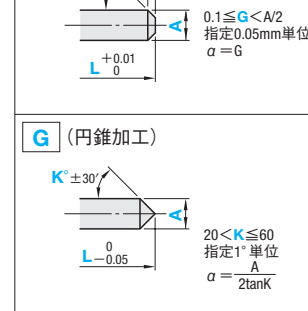 0.1≦G<A/2
指定0.05mm単位
α=G
A
L +0.01 0
G (円錐加工)
K°±30′
A
20<K≦60
指定1°単位
α=A/2tanK
L 0 −0.05